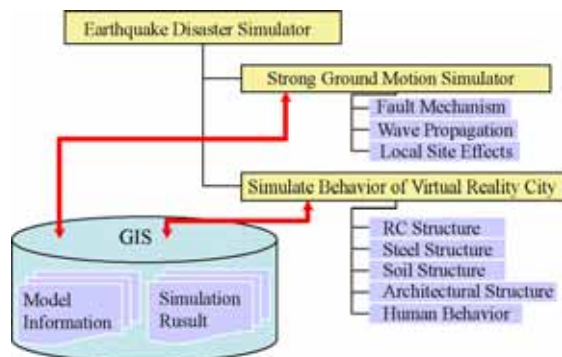 Earthquake Disaster Simulator
Strong Ground Motion Simulator
Fault Mechanism
Wave Propagation
Local Site Effects
Simulate Behavior of Virtual Reality City
RC Structure
Steel Structure
Soil Structure
Architectural Structure
Human Behavior
GIS
Model
Information
Simulation
Rusult